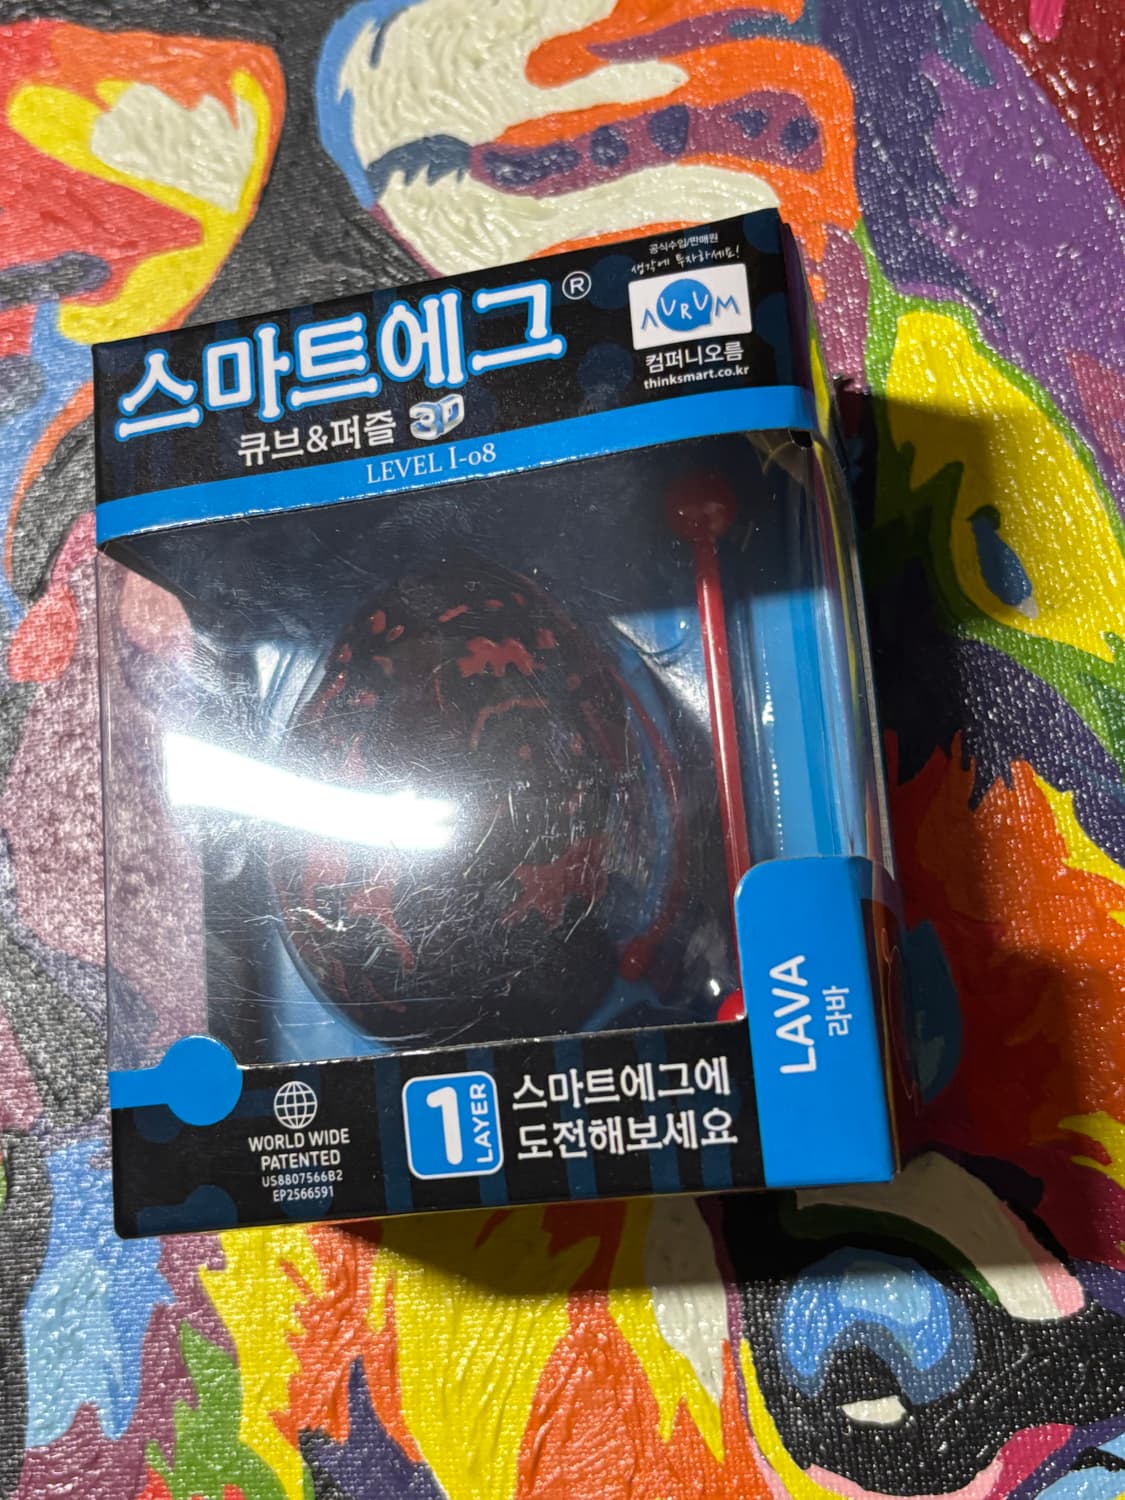 공식수입/판매원
생각에 투자하세요!
스마트에그®
AURUM
컴퍼니오름
thinksmart.co.kr
큐브&퍼즐 3D
LEVEL I-08
LAVA
라바
WORLD WIDE
PATENTED
US8807566B2
EP2566591
1 LAYER
스마트에그에
도전해보세요